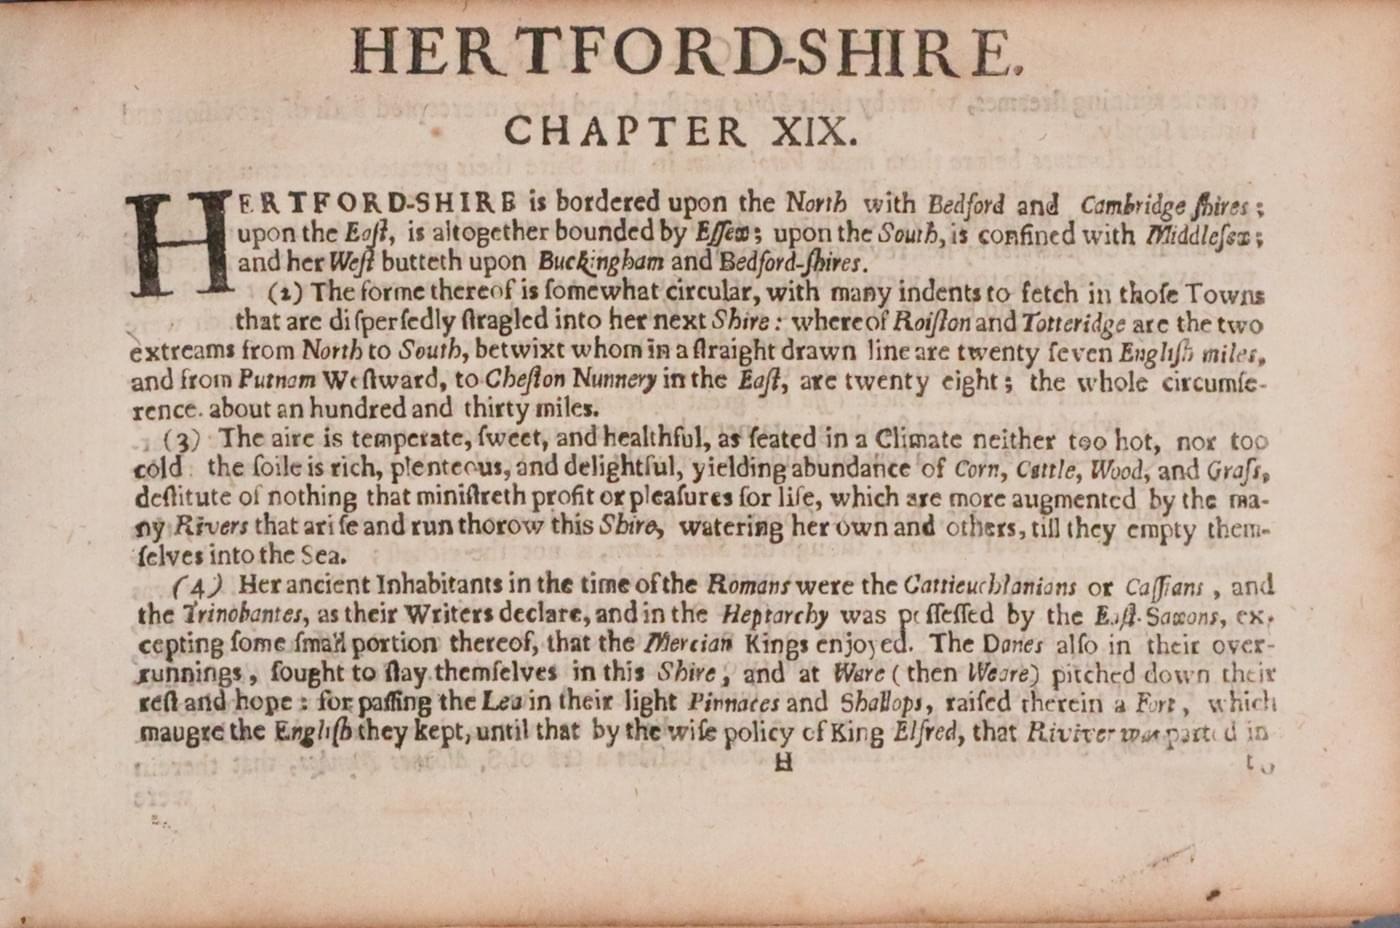 HERTFORD-SHIRE.
CHAPTER XIX.
HERTFORD-SHIRE is bordered upon the North with Bedford and Cambridge ſhires;
upon the Eaſt, is altogether bounded by Eſſex; upon the South, is confined with Middleſex;
and her Weſt butteth upon Buckingham and Bedford-ſhires.
(2) The forme thereof is ſomewhat circular, with many indents to fetch in thoſe Towns
that are diſperſedly ſtragled into her next Shire: whereof Roiſton and Totteridge are the two
extreams from North to South, betwixt whom in a ſtraight drawn line are twenty ſeven Engliſh miles,
and from Putnam Weſtward, to Cheſton Nunnery in the Eaſt, are twenty eight; the whole circumfe-
rence. about an hundred and thirty miles.
(3) The aire is temperate, ſweet, and healthful, as ſeated in a Climate neither too hot, nor too
cold: the ſoile is rich, plenteous, and delightful, yielding abundance of Corn, Cattle, Wood, and Graſs,
deſtitute of nothing that miniſtreth profit or pleaſures for life, which are more augmented by the ma-
ny Rivers that ariſe and run thorow this Shire, watering her own and others, till they empty them-
ſelves into the Sea.
(4) Her ancient Inhabitants in the time of the Romans were the Cattieuchlanians or Caſſians, and
the Trinobantes, as their Writers declare, and in the Heptarchy was poſſeſſed by the Eaſt-Saxons, ex-
cepting ſome ſmall portion thereof, that the Mercian Kings enjoyed. The Danes alſo in their over-
runnings, ſought to ſtay themſelves in this Shire, and at Ware (then Weare) pitched down their
reſt and hope: for paſſing the Lea in their light Pinnaces and Shallops, raiſed therein a Fort, which
maugre the Engliſh they kept, until that by the wiſe policy of King Elfred, that Riviver was parted in
H